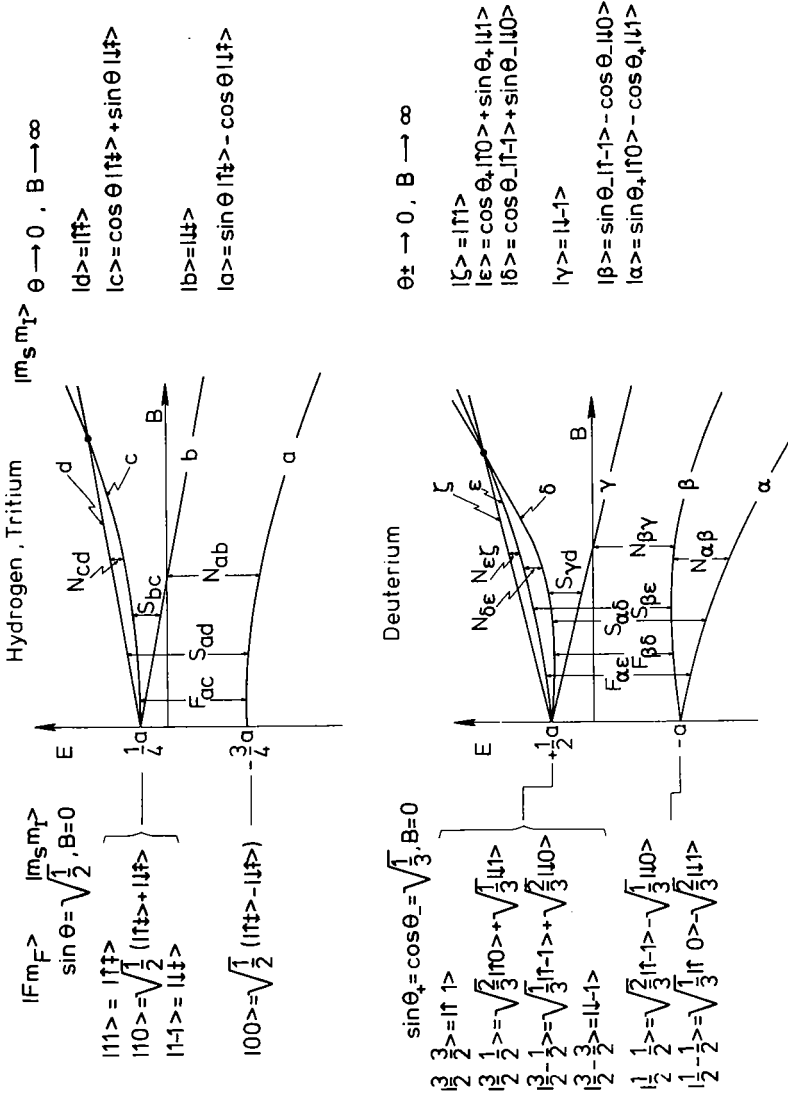 Hydrogen, Tritium
|Fm_F> |m_S m_I>
sin θ = √1/2, B=0
|11> = |↑⇞>
|10> = √1/2 (|↑⇟>+|↓⇞>)
|1-1> = |↓⇟>
|00> = √1/2 (|↑⇟>-|↓⇞>)
E
1/4 a
-3/4 a
F_ac
S_ad
S_bc
N_cd
N_ab
d
c
B
b
a
|m_S m_I>
θ → 0, B → ∞
|d> = |↑⇞>
|c> = cos θ |↑⇟> + sin θ |↓⇞>
|b> = |↓⇟>
|a> = sin θ |↑⇟> - cos θ |↓⇞>
Deuterium
sin θ₊ = cos θ₋ = √1/3, B=0
|3/2 3/2> = |↑1>
|3/2 1/2> = √2/3 |↑0> + √1/3 |↓1>
|3/2 -1/2> = √1/3 |↑-1> + √2/3 |↓0>
|3/2 -3/2> = |↓-1>
|1/2 1/2> = √2/3 |↑-1> - √1/3 |↓0>
|1/2 -1/2> = √1/3 |↑ 0> - √2/3 |↓1>
E
+1/2 a
-a
F_αε
F_βδ
S_αδ
S_βε
S_γd
N_δε
N_εζ
N_βγ
N_αβ
ζ
ε
δ
B
γ
β
α
θ± → 0, B → ∞
|ζ> = |↑1>
|ε> = cos θ₊ |↑0> + sin θ₊ |↓1>
|δ> = cos θ₋ |↑-1> + sin θ₋ |↓0>
|γ> = |↓-1>
|β> = sin θ₋ |↑-1> - cos θ₋ |↓0>
|α> = sin θ₊ |↑0> - cos θ₊ |↓1>